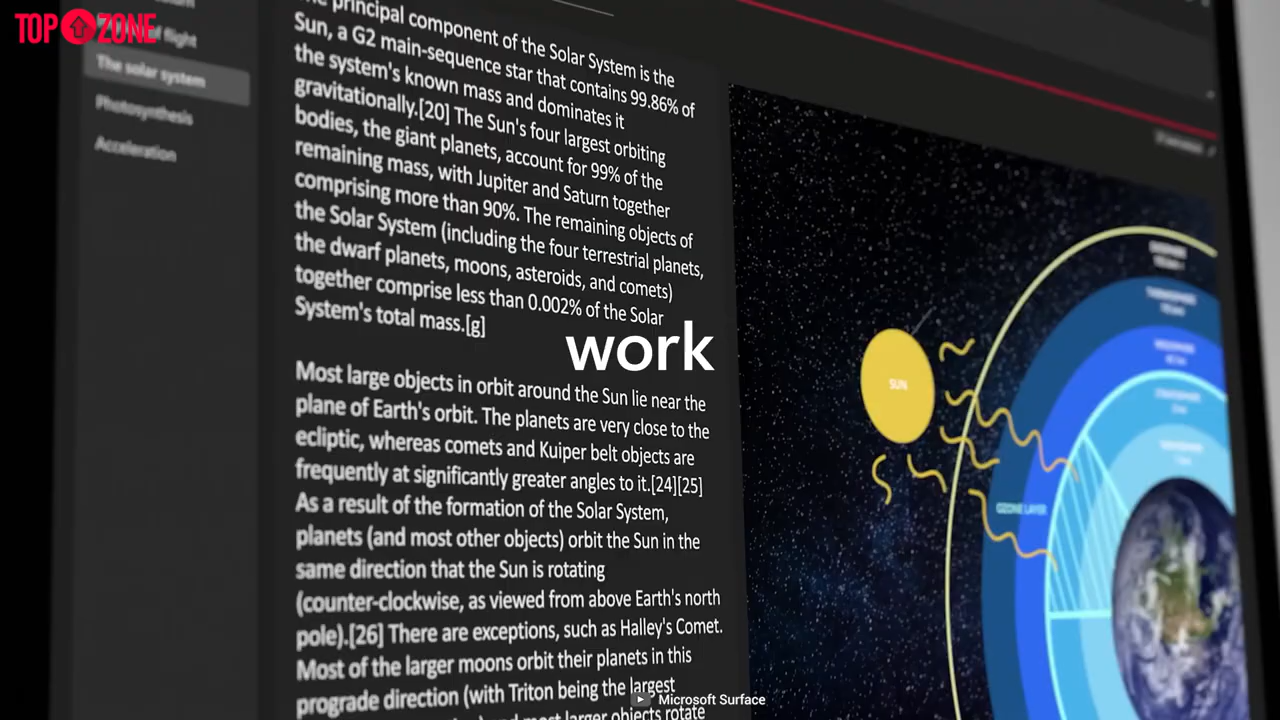 TOP ZONE
of flight
The solar system
Photosynthesis
Acceleration
The principal component of the Solar System is the
Sun, a G2 main-sequence star that contains 99.86% of
the system's known mass and dominates it
gravitationally.[20] The Sun's four largest orbiting
bodies, the giant planets, account for 99% of the
remaining mass, with Jupiter and Saturn together
comprising more than 90%. The remaining objects of
the Solar System (including the four terrestrial planets,
the dwarf planets, moons, asteroids, and comets)
together comprise less than 0.002% of the Solar
System's total mass.[g]
work
Most large objects in orbit around the Sun lie near the
plane of Earth's orbit. The planets are very close to the
ecliptic, whereas comets and Kuiper belt objects are
frequently at significantly greater angles to it.[24][25]
As a result of the formation of the Solar System,
planets (and most other objects) orbit the Sun in the
same direction that the Sun is rotating
(counter-clockwise, as viewed from above Earth's north
pole).[26] There are exceptions, such as Halley's Comet.
Most of the larger moons orbit their planets in this
prograde direction (with Triton being the largest
most larger objects rotate
SUN
OZONE LAYER
Microsoft Surface